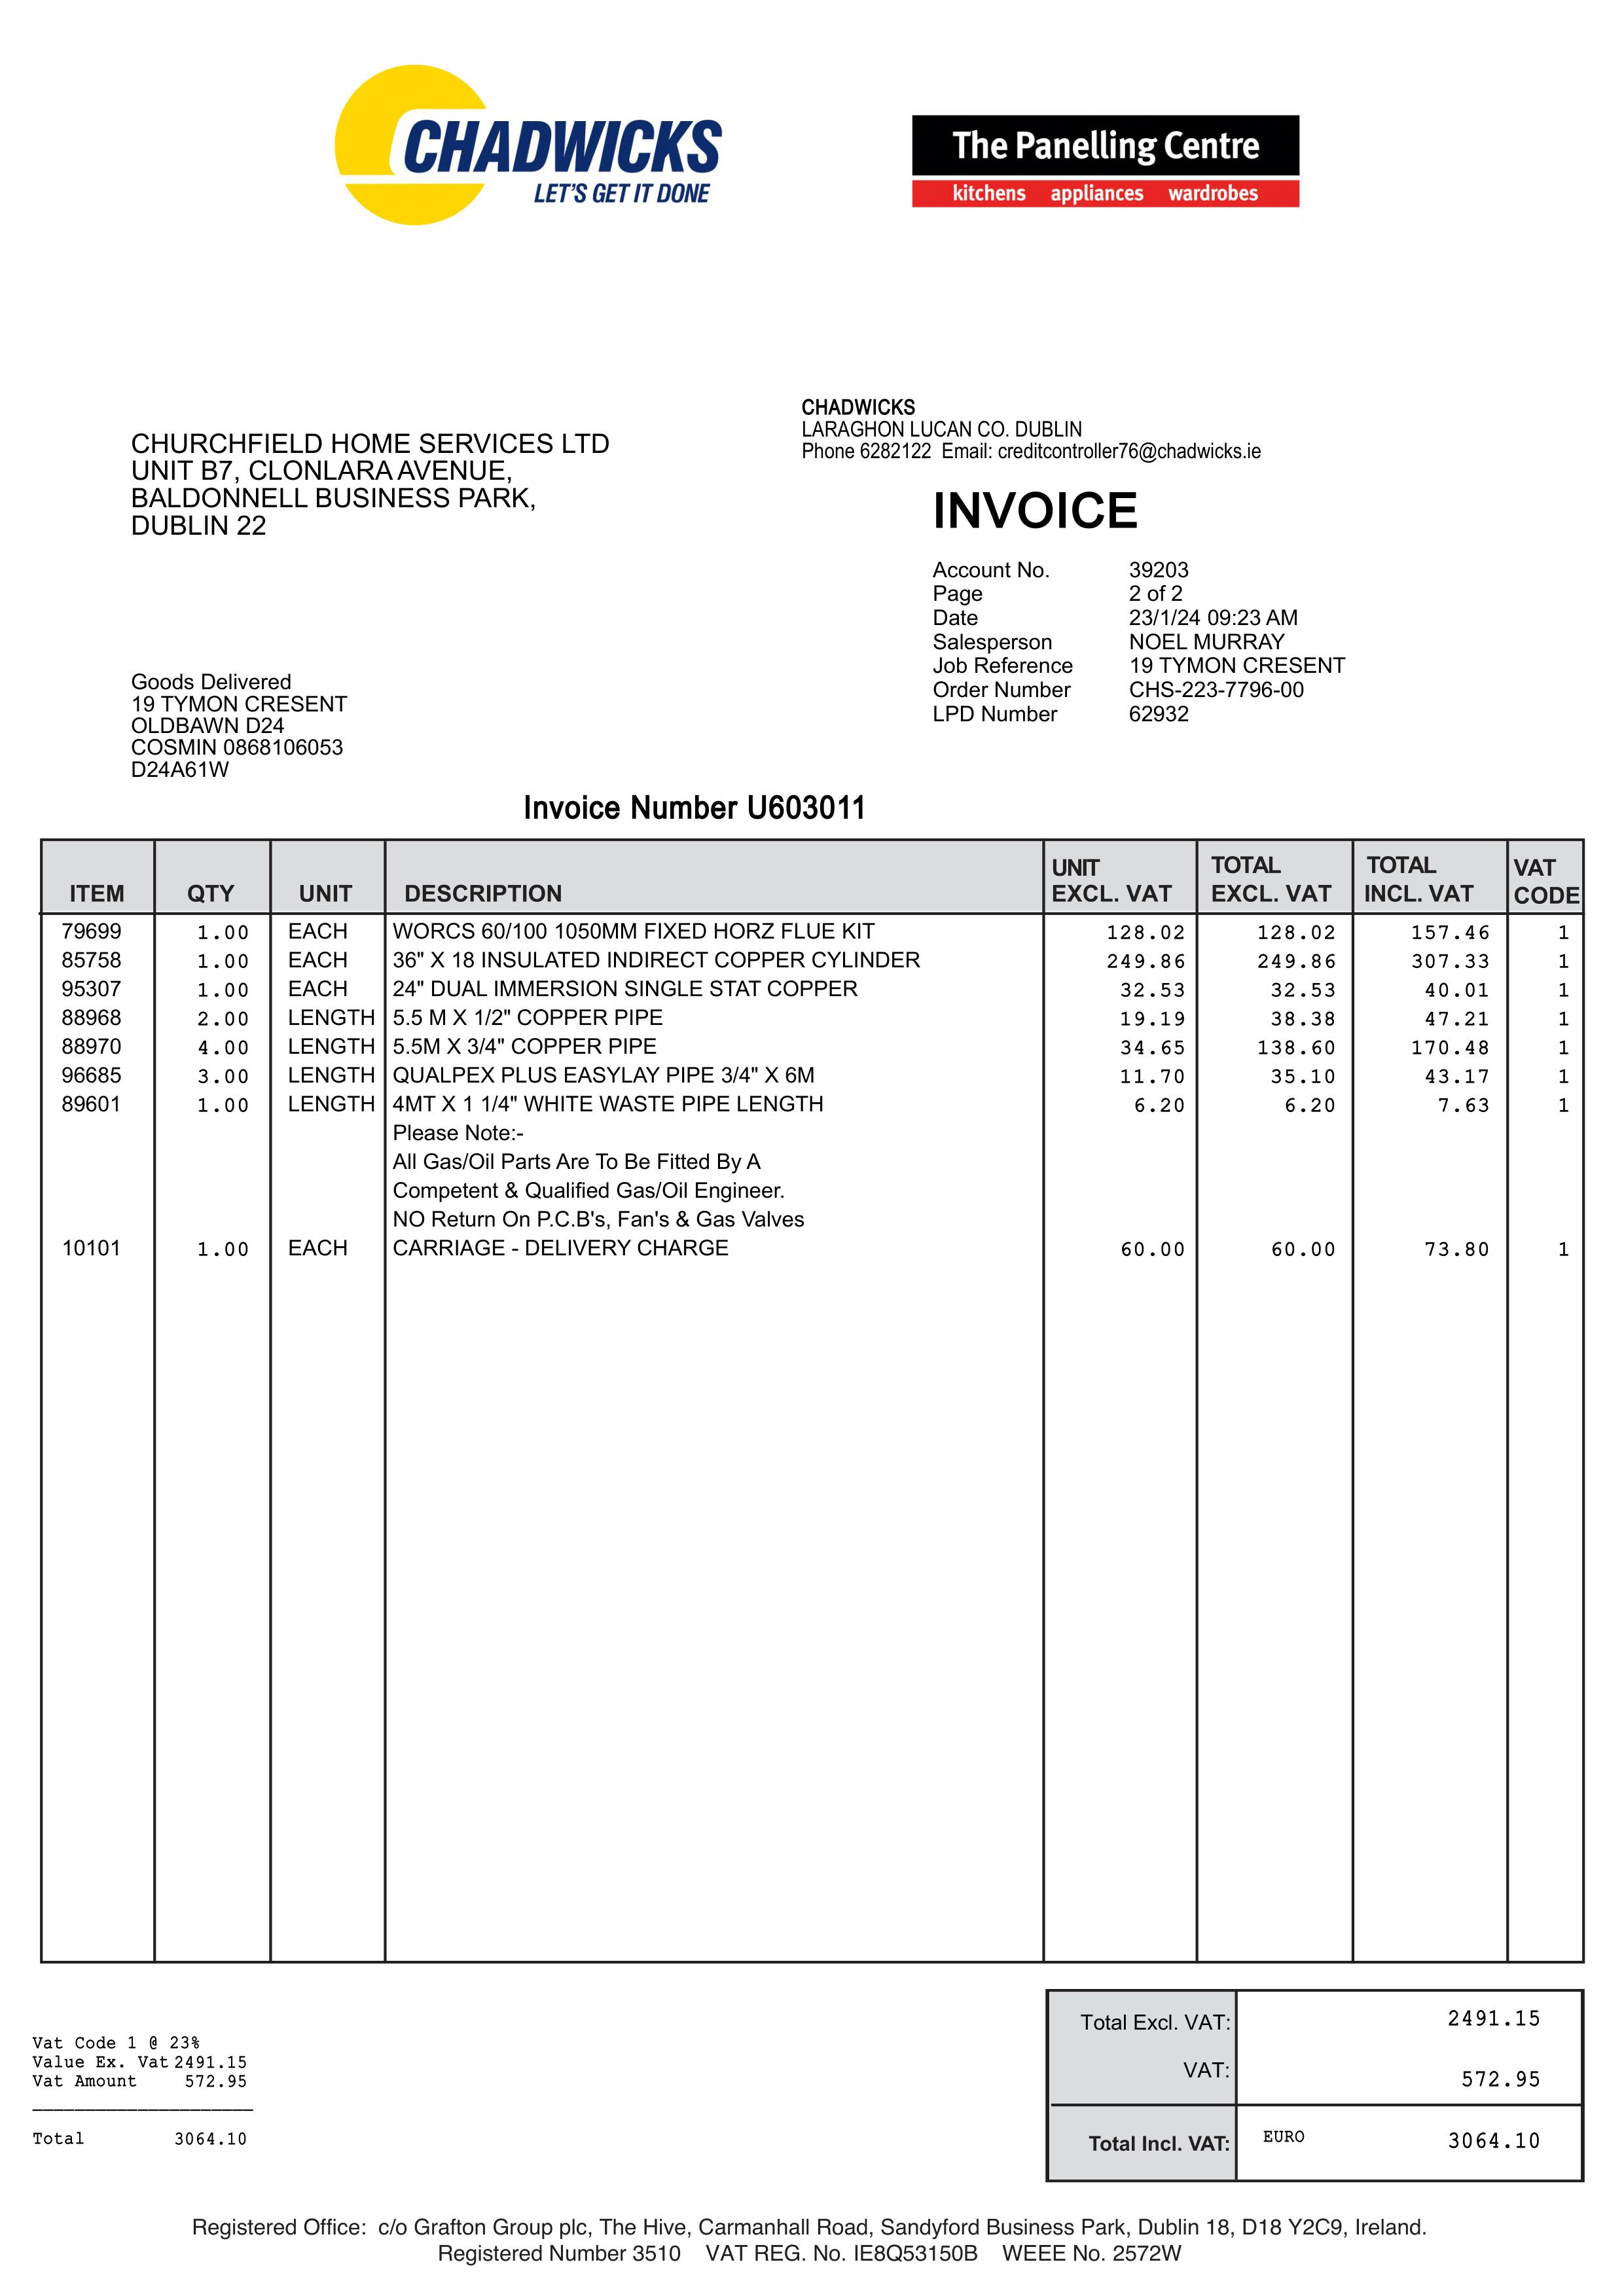 CHADWICKS
LET'S GET IT DONE
The Panelling Centre
kitchens appliances wardrobes
CHADWICKS
LARAGHON LUCAN CO. DUBLIN
Phone 6282122 Email: creditcontroller76@chadwicks.ie
CHURCHFIELD HOME SERVICES LTD
UNIT B7, CLONLARA AVENUE,
BALDONNELL BUSINESS PARK,
DUBLIN 22
INVOICE
Account No. 39203
Page 2 of 2
Date 23/1/24 09:23 AM
Salesperson NOEL MURRAY
Job Reference 19 TYMON CRESENT
Order Number CHS-223-7796-00
LPD Number 62932
Goods Delivered
19 TYMON CRESENT
OLDBAWN D24
COSMIN 0868106053
D24A61W
Invoice Number U603011
ITEM QTY UNIT DESCRIPTION UNIT EXCL. VAT TOTAL EXCL. VAT TOTAL INCL. VAT VAT CODE
79699 1.00 EACH WORCS 60/100 1050MM FIXED HORZ FLUE KIT 128.02 128.02 157.46 1
85758 1.00 EACH 36" X 18 INSULATED INDIRECT COPPER CYLINDER 249.86 249.86 307.33 1
95307 1.00 EACH 24" DUAL IMMERSION SINGLE STAT COPPER 32.53 32.53 40.01 1
88968 2.00 LENGTH 5.5 M X 1/2" COPPER PIPE 19.19 38.38 47.21 1
88970 4.00 LENGTH 5.5M X 3/4" COPPER PIPE 34.65 138.60 170.48 1
96685 3.00 LENGTH QUALPEX PLUS EASYLAY PIPE 3/4" X 6M 11.70 35.10 43.17 1
89601 1.00 LENGTH 4MT X 1 1/4" WHITE WASTE PIPE LENGTH 6.20 6.20 7.63 1
Please Note:-
All Gas/Oil Parts Are To Be Fitted By A
Competent & Qualified Gas/Oil Engineer.
NO Return On P.C.B's, Fan's & Gas Valves
10101 1.00 EACH CARRIAGE - DELIVERY CHARGE 60.00 60.00 73.80 1
Vat Code 1 @ 23%
Value Ex. Vat 2491.15
Vat Amount 572.95
Total 3064.10
Total Excl. VAT: 2491.15
VAT: 572.95
Total Incl. VAT: EURO 3064.10
Registered Office: c/o Grafton Group plc, The Hive, Carmanhall Road, Sandyford Business Park, Dublin 18, D18 Y2C9, Ireland.
Registered Number 3510 VAT REG. No. IE8Q53150B WEEE No. 2572W